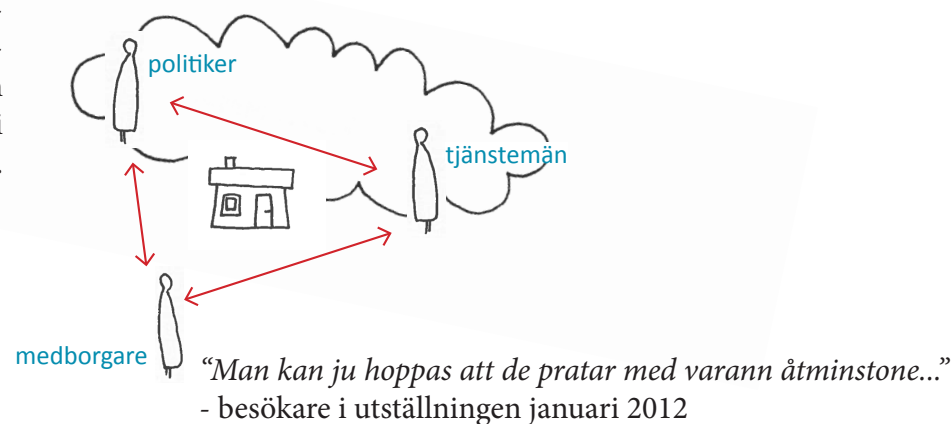 politiker
tjänstemän
medborgare
“Man kan ju hoppas att de pratar med varann åtminstone...”
- besökare i utställningen januari 2012